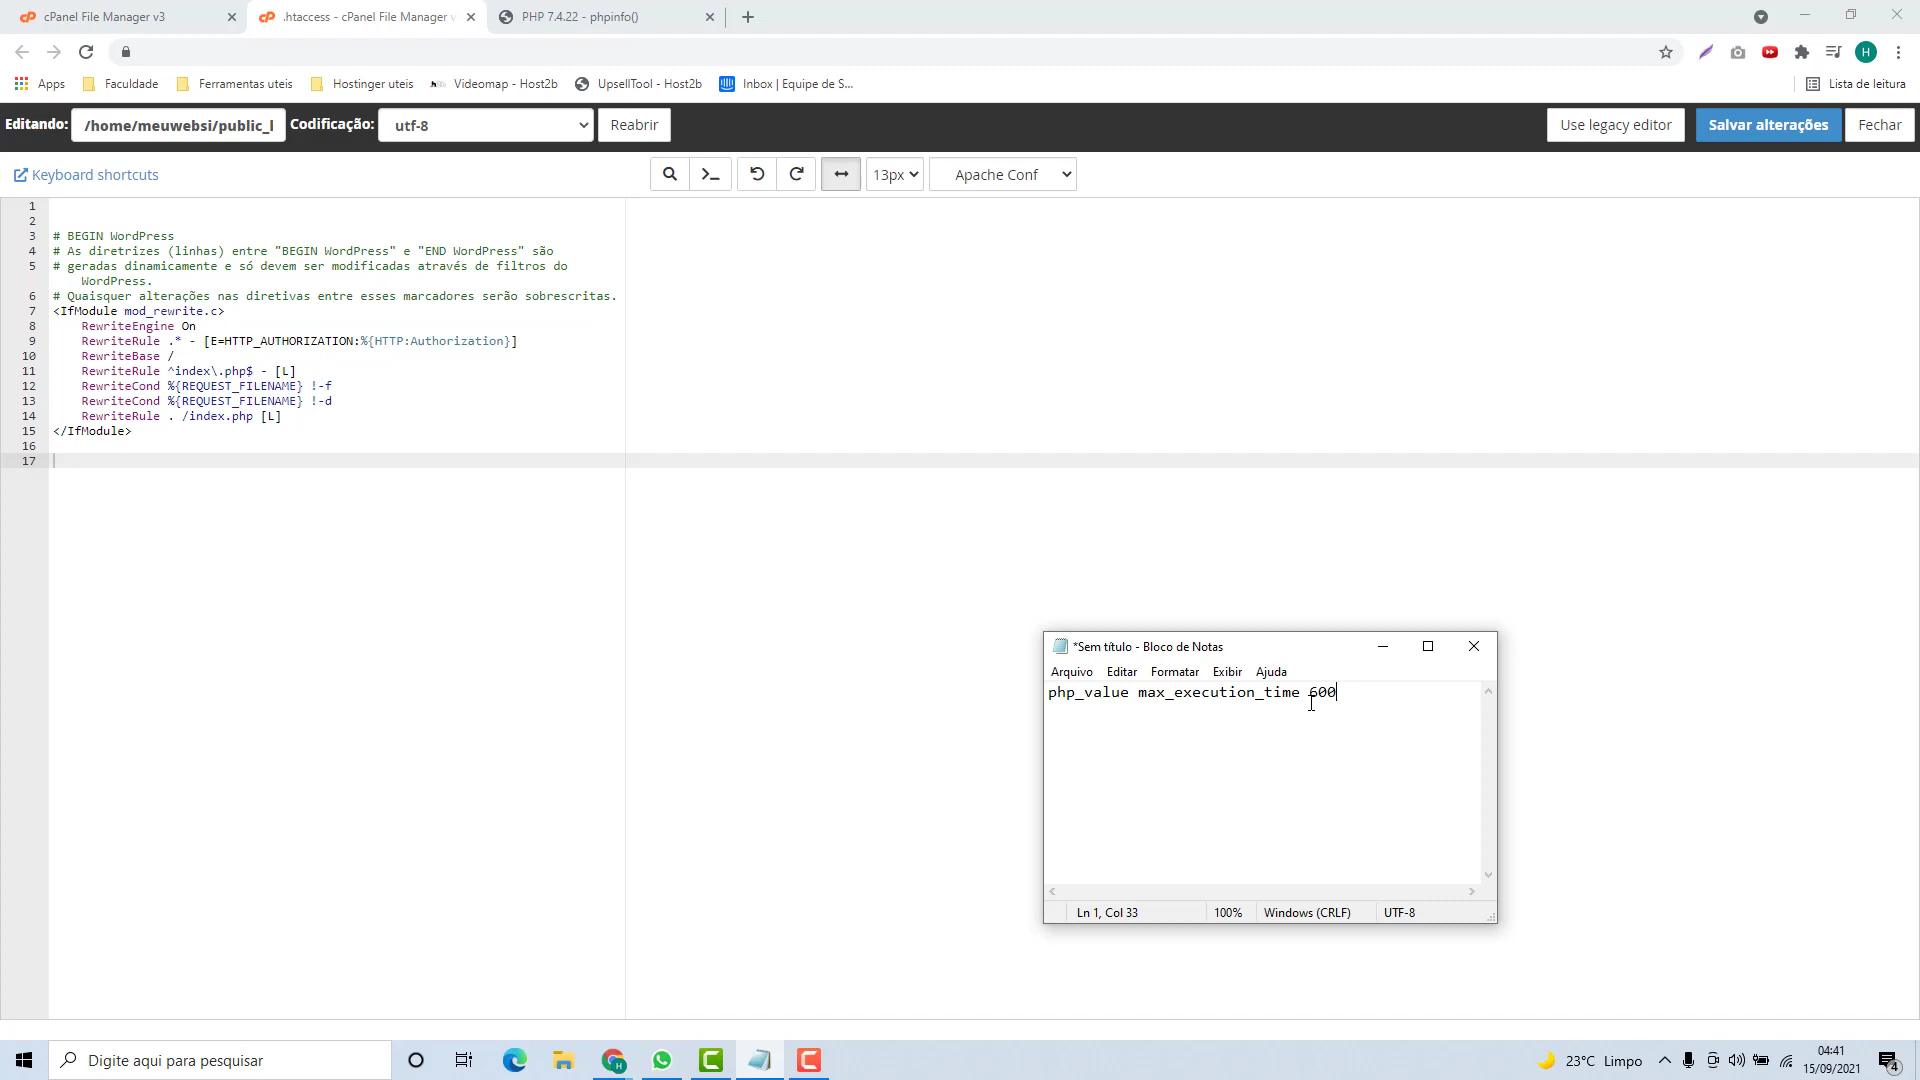 cPanel File Manager v3
.htaccess - cPanel File Manager v
PHP 7.4.22 - phpinfo()
H
Apps
Faculdade
Ferramentas uteis
Hostinger uteis
Videomap - Host2b
UpsellTool - Host2b
Inbox | Equipe de S...
Lista de leitura
Editando:
/home/meuwebsi/public_l
Codificação:
utf-8
Reabrir
Use legacy editor
Salvar alterações
Fechar
Keyboard shortcuts
13px
Apache Conf
1
2
3 # BEGIN WordPress
4 # As diretrizes (linhas) entre "BEGIN WordPress" e "END WordPress" são
5 # geradas dinamicamente e só devem ser modificadas através de filtros do
WordPress.
6 # Quaisquer alterações nas diretivas entre esses marcadores serão sobrescritas.
7 <IfModule mod_rewrite.c>
8 RewriteEngine On
9 RewriteRule .* - [E=HTTP_AUTHORIZATION:%{HTTP:Authorization}]
10 RewriteBase /
11 RewriteRule ^index\.php$ - [L]
12 RewriteCond %{REQUEST_FILENAME} !-f
13 RewriteCond %{REQUEST_FILENAME} !-d
14 RewriteRule . /index.php [L]
15 </IfModule>
16
17
*Sem título - Bloco de Notas
Arquivo Editar Formatar Exibir Ajuda
php_value max_execution_time 600
Ln 1, Col 33
100%
Windows (CRLF)
UTF-8
Digite aqui para pesquisar
23°C Limpo
04:41
15/09/2021
4